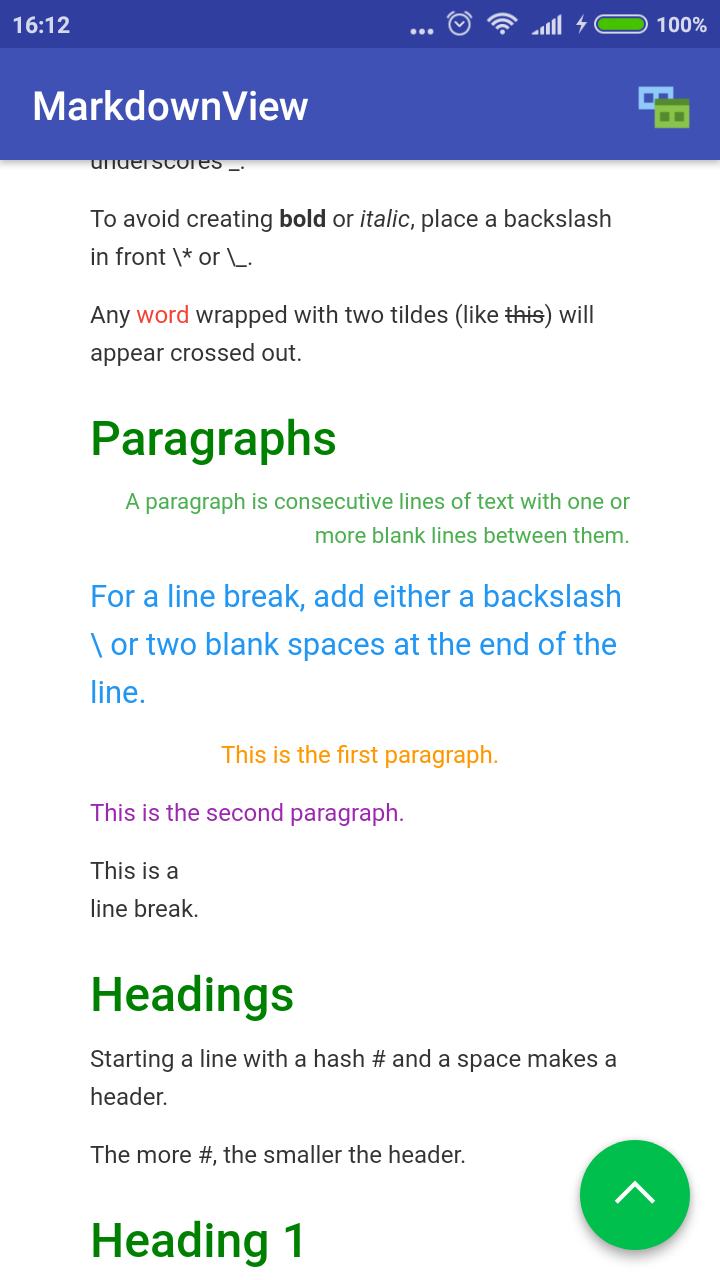 16:12
100%
MarkdownView
underscores _.
To avoid creating bold or italic, place a backslash
in front \* or \_.
Any word wrapped with two tildes (like this) will
appear crossed out.
Paragraphs
A paragraph is consecutive lines of text with one or
more blank lines between them.
For a line break, add either a backslash
\ or two blank spaces at the end of the
line.
This is the first paragraph.
This is the second paragraph.
This is a
line break.
Headings
Starting a line with a hash # and a space makes a
header.
The more #, the smaller the header.
Heading 1